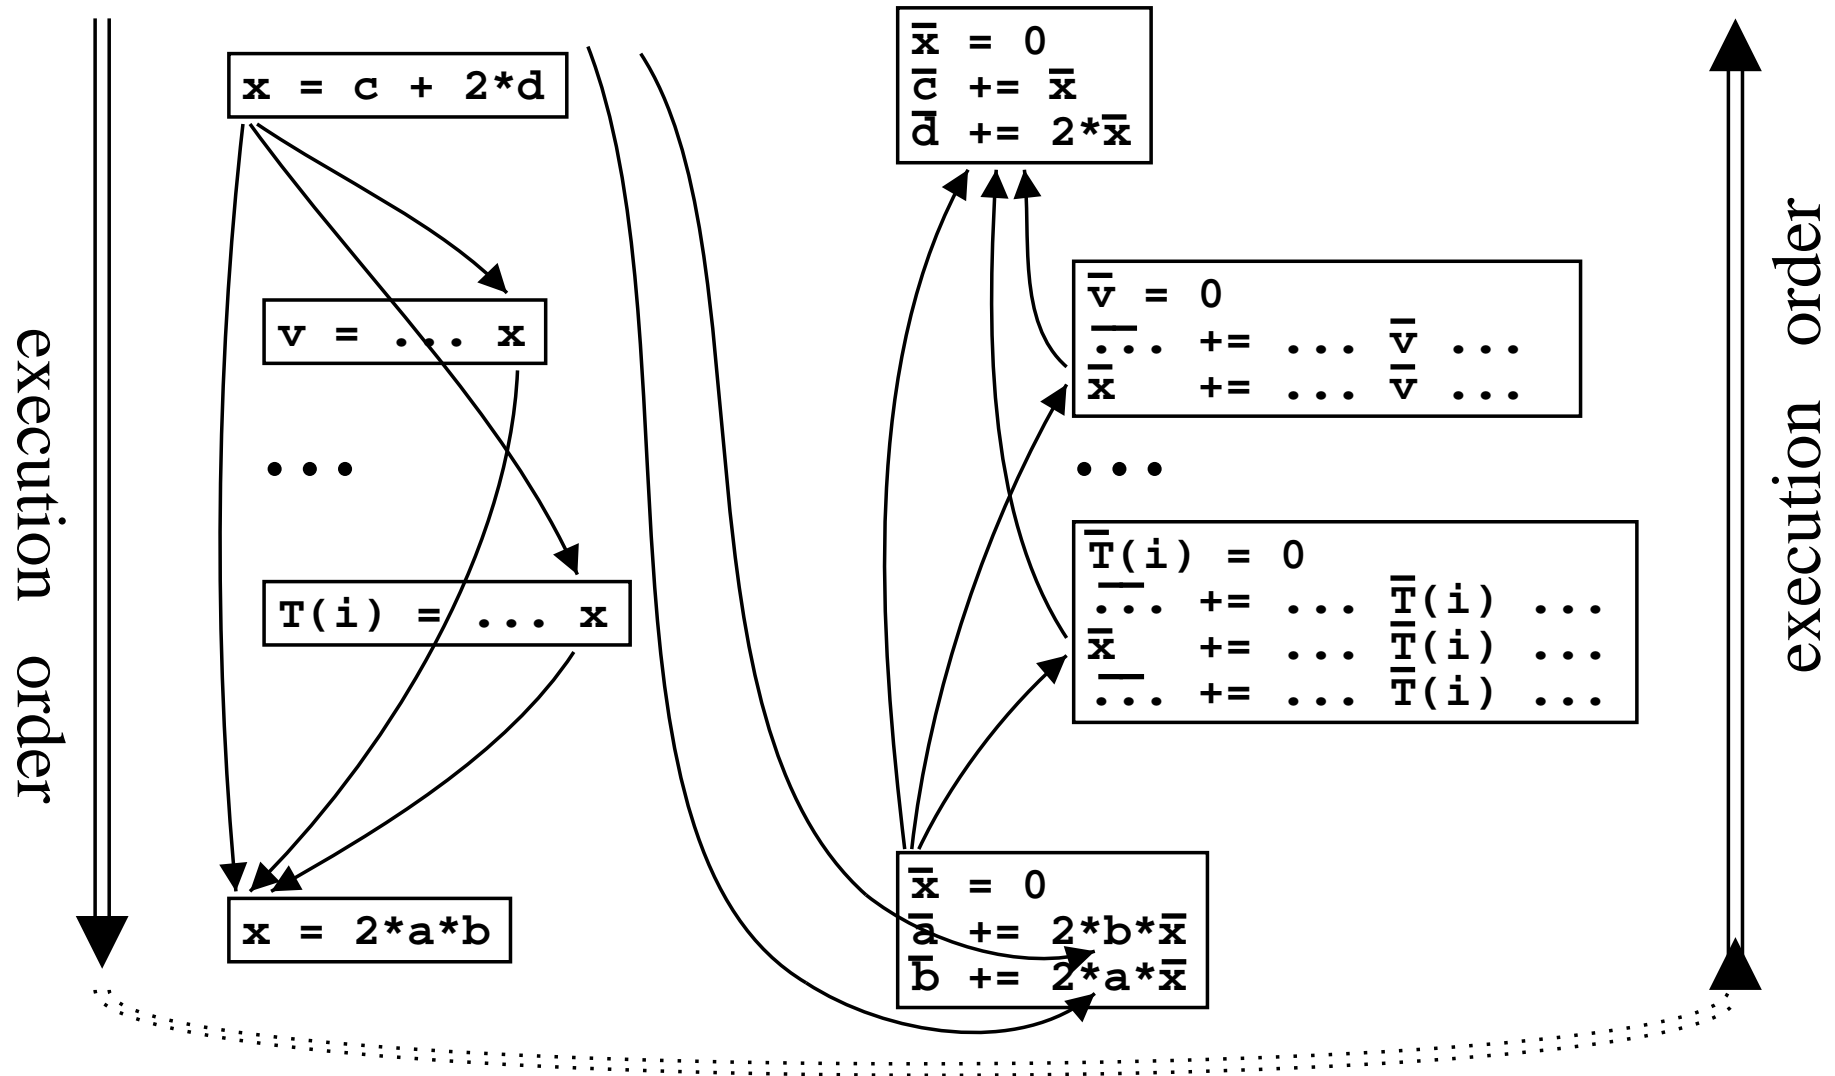 execution order
x = c + 2*d
v = ... x
•••
T(i) = ... x
x = 2*a*b
x̅ = 0
c̅ += x̅
d̅ += 2*x̅
v̅ = 0
.̅.̅. += ... v̅ ...
x̅ += ... v̅ ...
•••
T̅(i) = 0
.̅.̅. += ... T̅(i) ...
x̅ += ... T̅(i) ...
.̅.̅. += ... T̅(i) ...
x̅ = 0
a̅ += 2*b*x̅
b̅ += 2*a*x̅
execution order